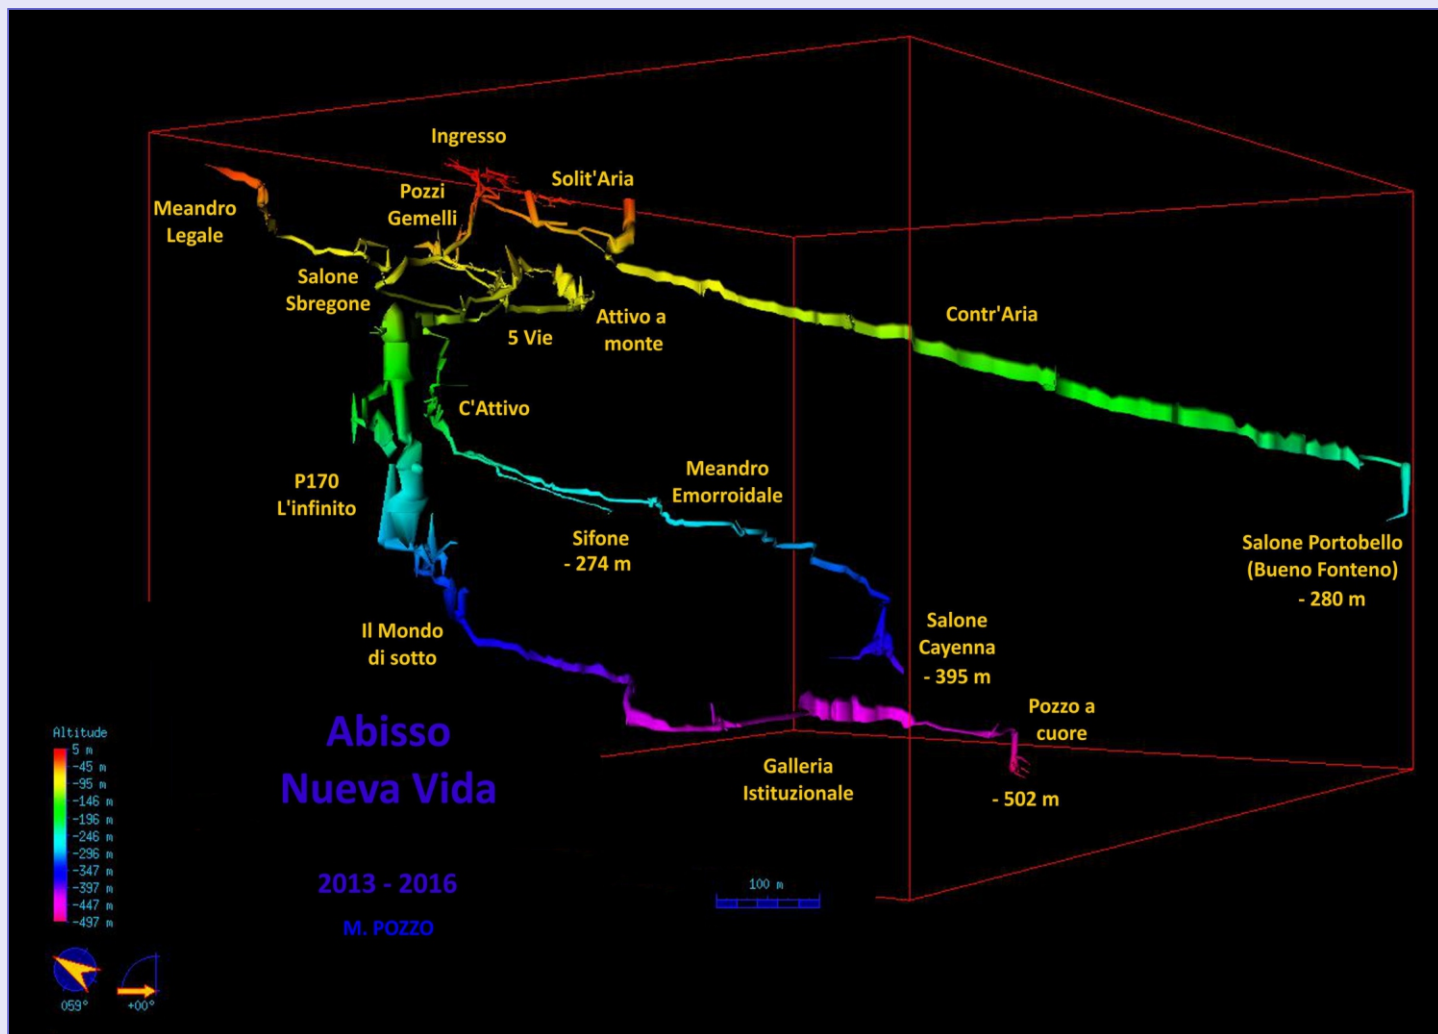 Ingresso
Solit'Aria
Pozzi
Gemelli
Meandro
Legale
Salone
Sbregone
5 Vie
Attivo a
monte
Contr'Aria
C'Attivo
P170
L'infinito
Meandro
Emorroidale
Sifone
- 274 m
Salone Portobello
(Bueno Fonteno)
- 280 m
Il Mondo
di sotto
Salone
Cayenna
- 395 m
Pozzo a
cuore
Galleria
Istituzionale
- 502 m
Abisso
Nueva Vida
2013 - 2016
M. POZZO
Altitude
5 m
-45 m
-95 m
-146 m
-196 m
-246 m
-296 m
-347 m
-397 m
-447 m
-497 m
100 m
059°
+00°